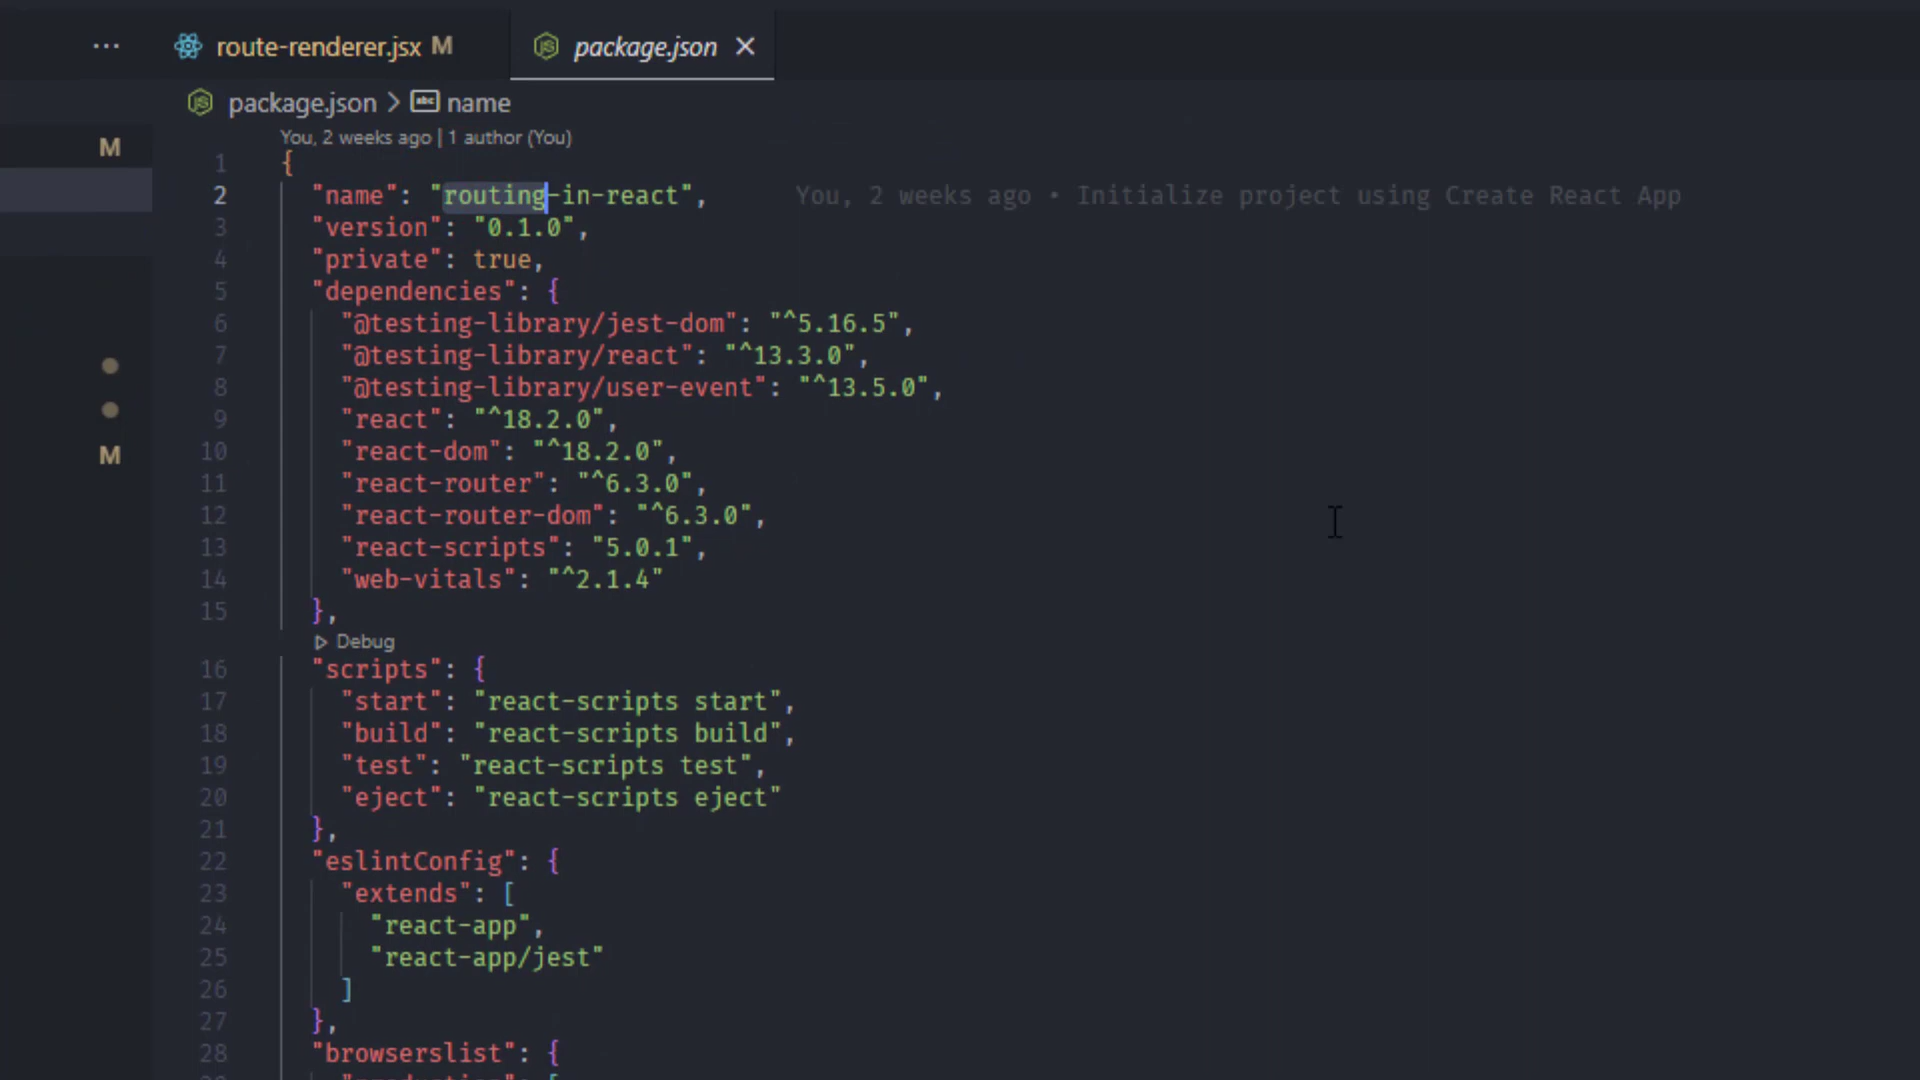 ··· route-renderer.jsx M package.json ×
package.json > abc name
You, 2 weeks ago | 1 author (You)
M
1 {
2 "name": "routing-in-react", You, 2 weeks ago • Initialize project using Create React App
3 "version": "0.1.0",
4 "private": true,
5 "dependencies": {
6 "@testing-library/jest-dom": "^5.16.5",
7 "@testing-library/react": "^13.3.0",
8 "@testing-library/user-event": "^13.5.0",
9 "react": "^18.2.0",
M
10 "react-dom": "^18.2.0",
11 "react-router": "^6.3.0",
12 "react-router-dom": "^6.3.0",
13 "react-scripts": "5.0.1",
14 "web-vitals": "^2.1.4"
15 },
Debug
16 "scripts": {
17 "start": "react-scripts start",
18 "build": "react-scripts build",
19 "test": "react-scripts test",
20 "eject": "react-scripts eject"
21 },
22 "eslintConfig": {
23 "extends": [
24 "react-app",
25 "react-app/jest"
26 ]
27 },
28 "browserslist": {